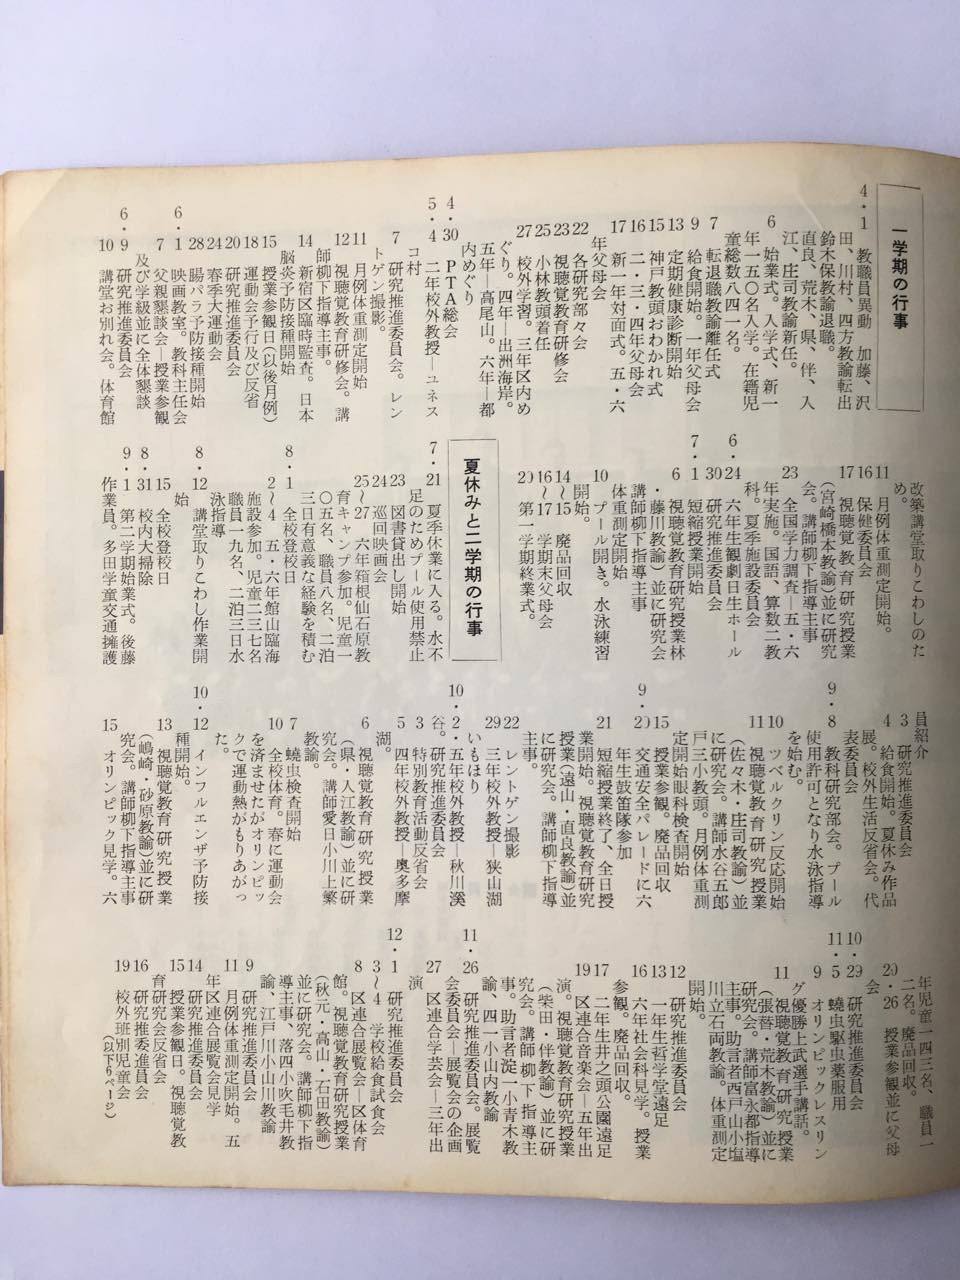 一学期の行事
4・1 教職員異動 加藤、沢
田、川村、四方教諭転出
鈴木保教諭退職。
直良、荒木、県、伴、入
江、庄司教諭新任。
6 始業式。入学式、新一
年一五〇名入学。在籍児
童総数八四一名。
7 転退職教諭離任式
9 給食開始。一年父母会
13 定期健康診断開始
15 神戸教頭おわかれ式
16 二・三・四年父母会
17 新一年対面式。五・六
年父母会
22 各研究部々会
23 視聴覚教育研修会
25 小林教頭着任
27 校外学習。三年区内め
ぐり。四年―出洲海岸。
五年―高尾山。六年―都
内めぐり
4・30 PTA総会
5・4 二年校外教授―ユネス
コ村
7 研究推進委員会。レン
トゲン撮影。
11 月例体重測定開始
12 視聴覚教育研修会。講
師柳下指導主事。
14 新宿区臨時監査。日本
脳炎予防接種開始
15 授業参観日(以後月例)
18 運動会予行及び反省
20 研究推進委員会
24 春季大運動会
28 腸パラ予防接種開始
6・1 映画教室。教科主任会
7 父親懇談会―授業参観
及び学級並に全体懇談
6・9 研究推進委員会
10 講堂お別れ会。体育館
改築講堂取りこわしのた
め。
11 月例体重測定開始。
16 保健委員会
17 視聴覚教育研究授業
(宮崎橋本教諭)並に研究
会。講師柳下指導主事
23 全国学力調査―五・六
年実施。国語、算数二教
科。夏季施設委員会
6・24 六年生観劇日生ホール
30 研究推進委員会
7・1 短縮授業開始
6 視聴覚教育研究授業林
・藤川教諭)並に研究会
講師柳下指導主事
体重測定開始
10 プール開き。水泳練習
開始。
14～15 廃品回収
16～17 学期末父母会
20 第一学期終業式。
夏休みと二学期の行事
7・21 夏季休業に入る。水不
足のためプール使用禁止
23 図書貸出し開始
24 巡回映画会
25～27 六年箱根仙石原教
育キャンプ参加。児童一
〇五名、職員八名、二泊
三日有意義な経験を積む
8・1 全校登校日
2～4 五・六年館山臨海
施設参加。児童二三七名
職員一九名、二泊三日水
泳指導
8・12 講堂取りこわし作業開
始
15 全校登校日
8・31 校内大掃除
9・1 第二学期始業式。後藤
作業員。多田学童交通擁護
員紹介
3 研究推進委員会
4 給食開始。夏休み作品
展。校外生活反省会。代
表委員会
9・8 教科研究部会。プール
使用許可となり水泳指導
を始む。
10 ツベルクリン反応開始
11 視聴覚教育研究授業
(佐々木・庄司教諭)並
に研究会。講師水谷五郎
戸三小教頭。月例体重測
定開始眼科検査開始
15 授業参観。廃品回収
9・20 交通安全パレードに六
年生鼓笛隊参加
21 短縮授業終了、全日授
業開始。視聴覚教育研究
授業(遠山・直良教諭)並
に研究会。講師柳下指導
主事。
22 レントゲン撮影
29 三年校外教授―狭山湖
いもほり
10・2・五年校外教授―秋川溪
谷。研究推進委員会
3 特別教育活動反省会
5 四年校外教授―奥多摩
湖。
6 視聴覚教育研究授業
(県・入江教諭)並に研
究会。講師愛日小川上繁
教諭。
7 蟯虫検査開始
10 全校体育。春に運動会
を済ませたがオリンピッ
クで運動熱がもりあがっ
た。
10・12 インフルエンザ予防接
種開始。
13 視聴覚教育研究授業
(嶋崎・砂原教諭)並に研
究会。講師柳下指導主事
15 オリンピック見学。六
年児童一四三名、職員一
二名。廃品回収。
20・26 授業参観並に父母
会
10・29 研究推進委員会
11・5 蟯虫駆虫薬服用
9 オリンピックレスリン
グ優勝上武選手講話。
11 視聴覚教育研究授業
(張替・荒木教諭)並に
研究会。講師富永都指導
主事。助言者西戸山小塩
川立石両教諭。体重測定
開始。
12 研究推進委員会
13 一年生哲学堂遠足
16 六年社会科見学。授業
参観。廃品回収。
17 二年生井之頭公園遠足
19 区連合音楽会―五年出
演。視聴覚教育研究授業
(柴田・伴教諭)並に研
究会。講師柳下指導主
事。助言者淀一小青木教
諭、四一小山内教諭
11・26 研究推進委員会。展覧
会委員会―展覧会の企画
27 区連合学芸会―三年出
演
12・1 研究推進委員会
3～4 学校給食試食会
8 区連合展覧会―区体育
館。視聴覚教育研究授業
(秋元・高山・石田教諭)
並に研究会。講師柳下指
導主事、落四小吹毛井教
諭、江戸川小山川教諭
9 研究推進委員会
11 月例体重測定開始。五
年区連合展覧会見学
14 研究推進委員会
15 授業参観日。視聴覚教
育研究会反省会
16 研究推委進員会
19 校外班別児童会
(以下6ページ)